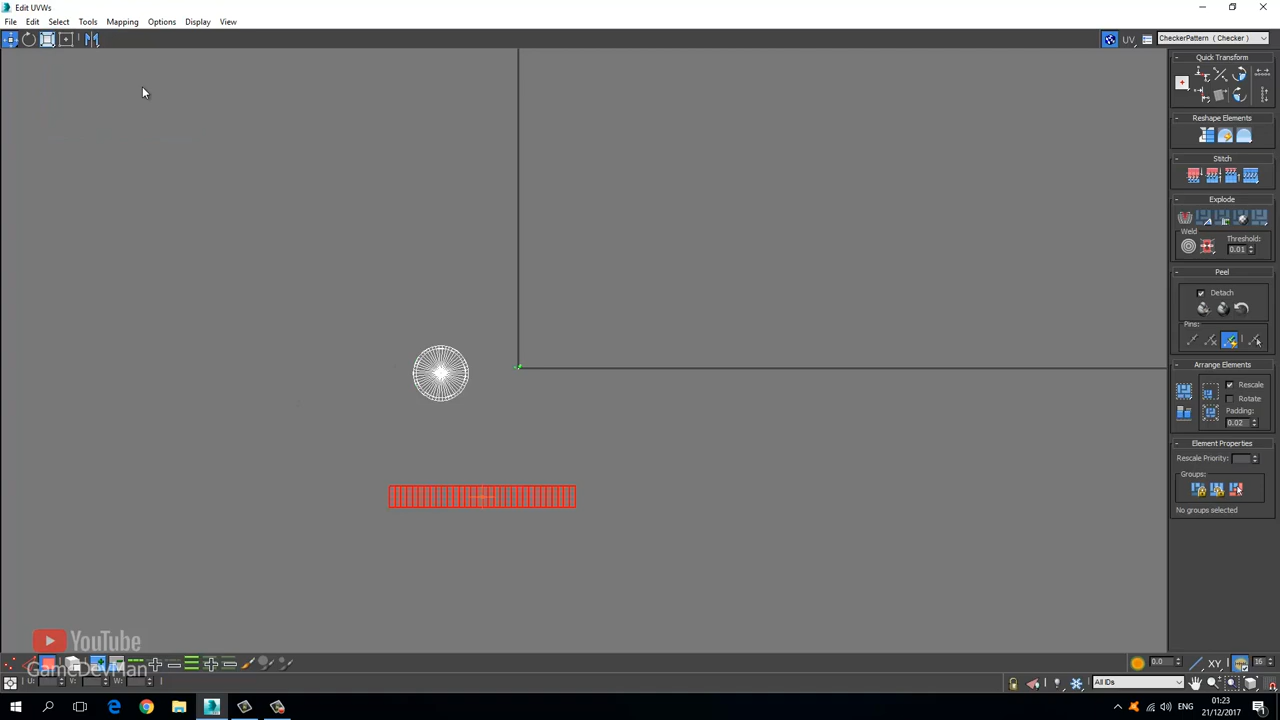 Edit UVWs
File Edit Select Tools Mapping Options Display View
UV CheckerPattern ( Checker )
- Quick Transform
- Reshape Elements
- Stitch
- Explode
Weld
Threshold:
0.01
- Peel
Detach
Pins:
- Arrange Elements
Rescale
Rotate
Padding:
0.02
- Element Properties
Rescale Priority:
Groups:
No groups selected
YouTube
GameDevMan
0.0 XY 16
U: V: W: All IDs
ENG 01:23 21/12/2017